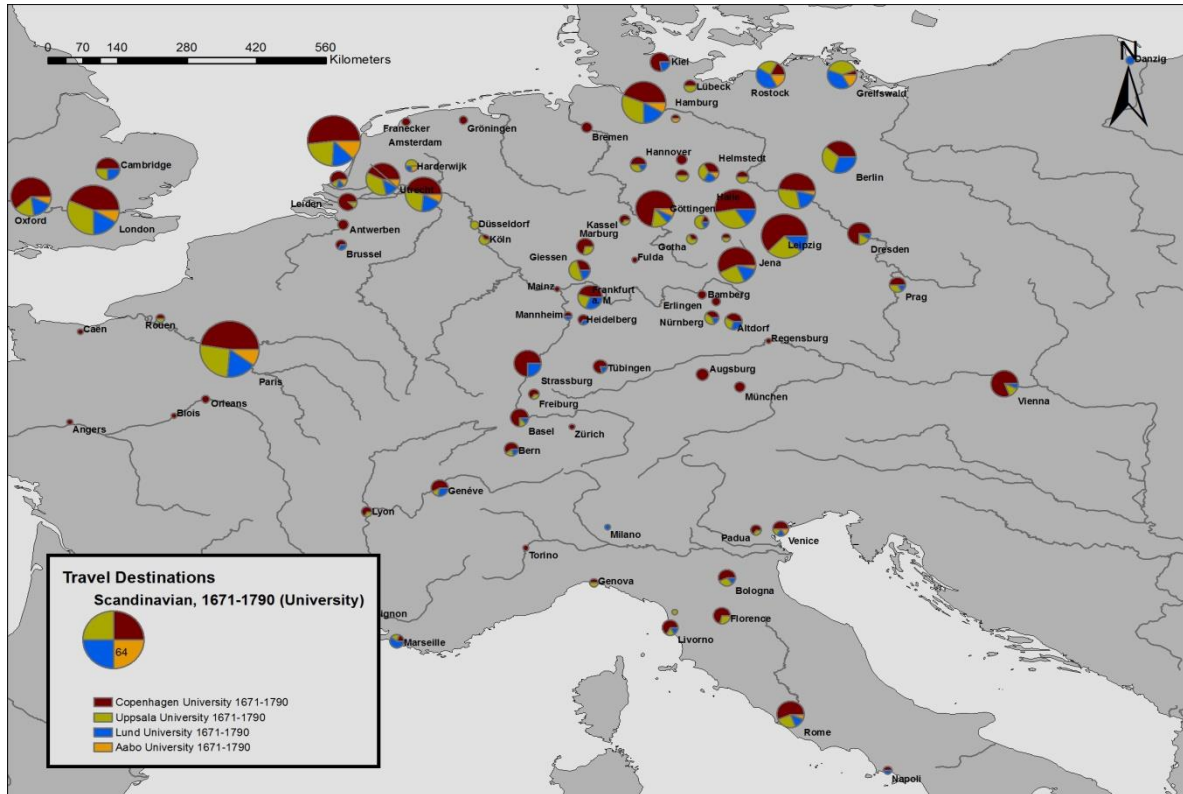 0 70 140 280 420 560
Kilometers
N
Danzig
Kiel
Lübeck
Rostock
Greifswald
Hamburg
Franecker
Gröningen
Bremen
Amsterdam
Cambridge
Harderwijk
Hannover
Helmstedt
Berlin
Utrecht
Oxford
London
Leiden
Halle
Göttingen
Antwerben
Düsseldorf
Kassel
Köln
Marburg
Gotha
Leipzig
Dresden
Brussel
Giessen
Fulda
Jena
Mainz
Frankfurt
a. M
Bamberg
Erlingen
Prag
Mannheim
Heidelberg
Nürnberg
Altdorf
Rouen
Caen
Regensburg
Paris
Strassburg
Tübingen
Augsburg
München
Vienna
Orleans
Freiburg
Blois
Angers
Basel
Zürich
Bern
Genéve
Lyon
Milano
Padua
Venice
Torino
Genova
Bologna
Florence
Livorno
ignon
Marseille
Rome
Napoli
Travel Destinations
Scandinavian, 1671-1790 (University)
64
Copenhagen University 1671-1790
Uppsala University 1671-1790
Lund University 1671-1790
Aabo University 1671-1790